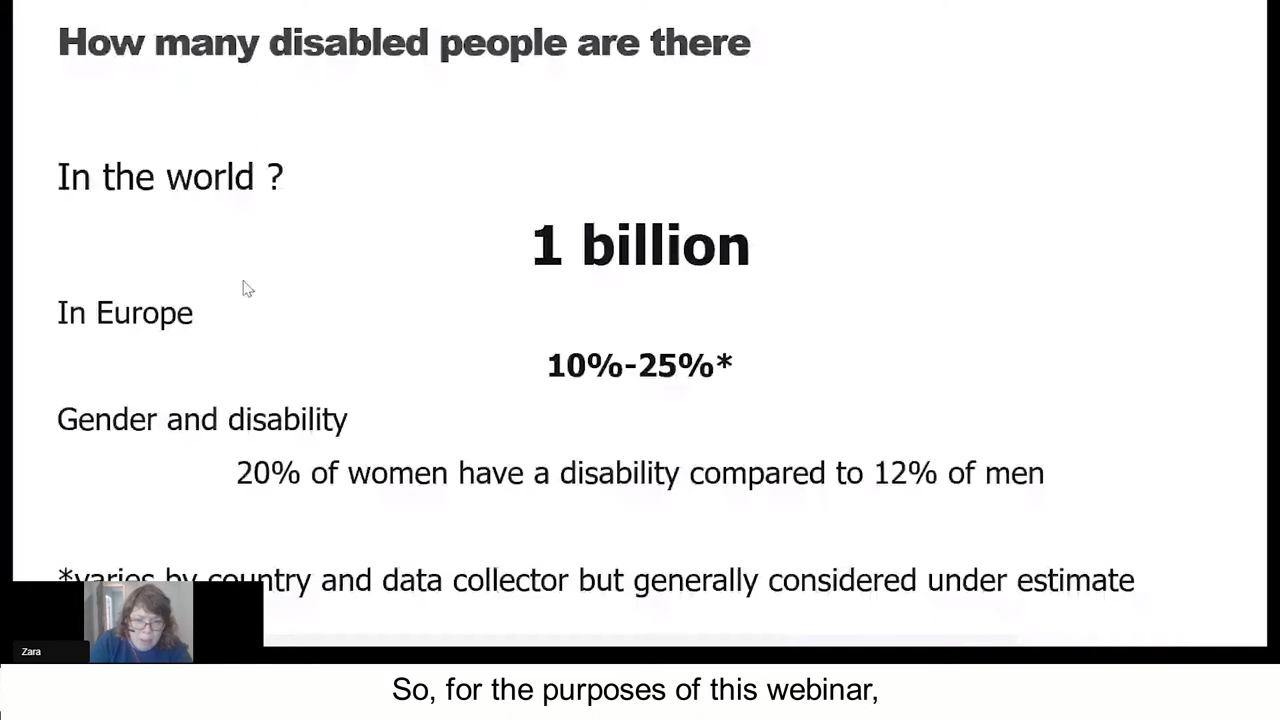 How many disabled people are there
In the world ?
1 billion
In Europe
10%-25%*
Gender and disability
20% of women have a disability compared to 12% of men
*varies by country and data collector but generally considered under estimate
Zara
So, for the purposes of this webinar,